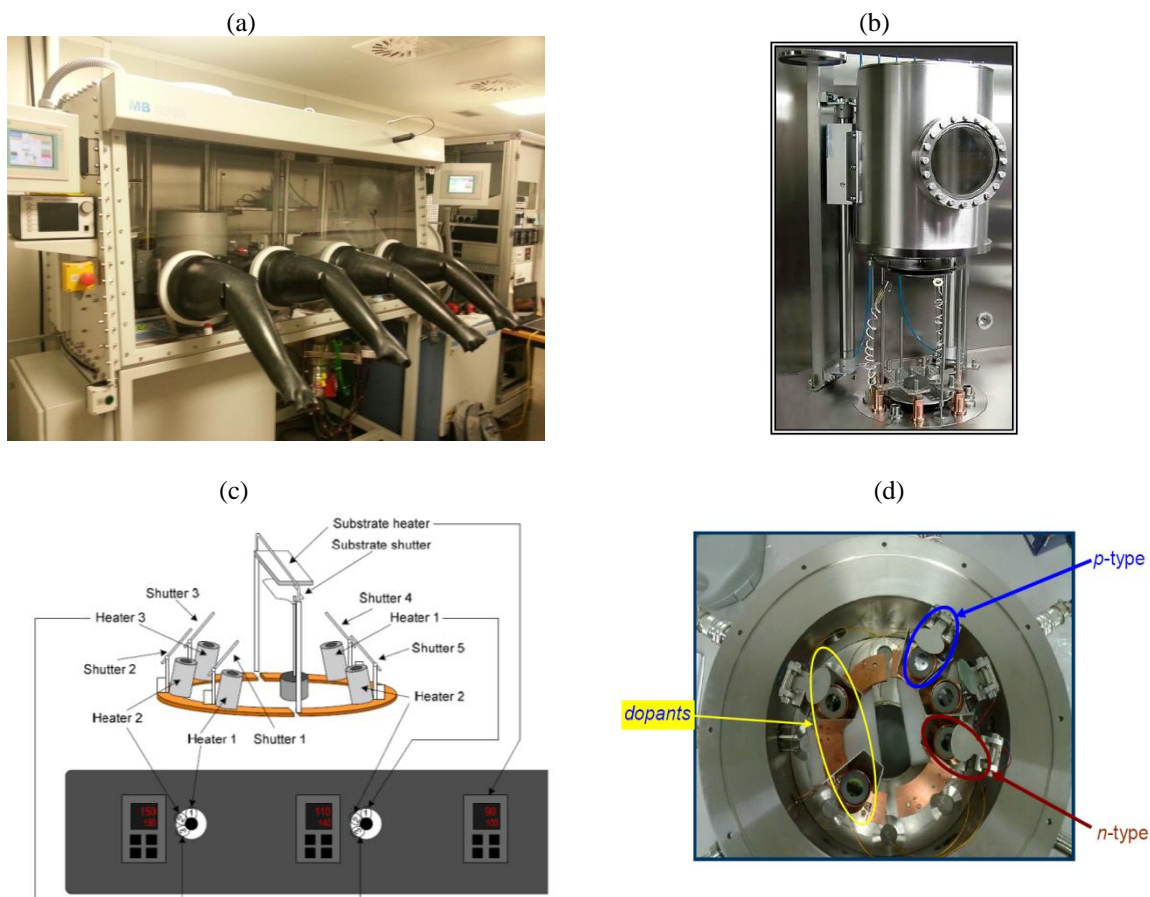 (a)
(b)
MB
(c)
(d)
Substrate heater
Substrate shutter
Shutter 3
Shutter 4
Heater 3
Heater 1
Shutter 2
Shutter 5
Heater 2
Heater 2
Heater 1
Shutter 1
150
110
90
p-type
dopants
n-type